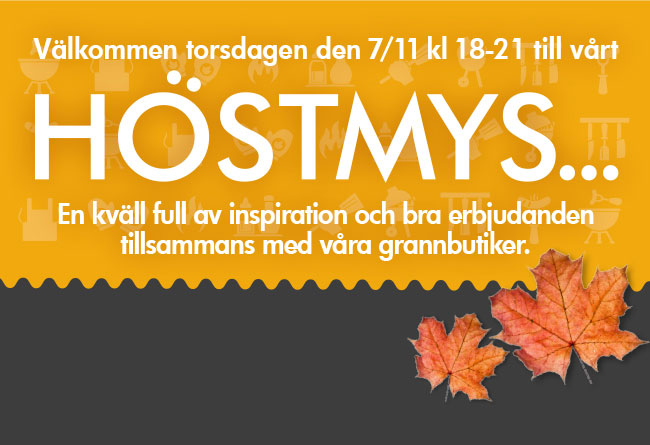 Välkommen torsdagen den 7/11 kl 18-21 till vårt
HÖSTMYS...
En kväll full av inspiration och bra erbjudanden
tillsammans med våra grannbutiker.